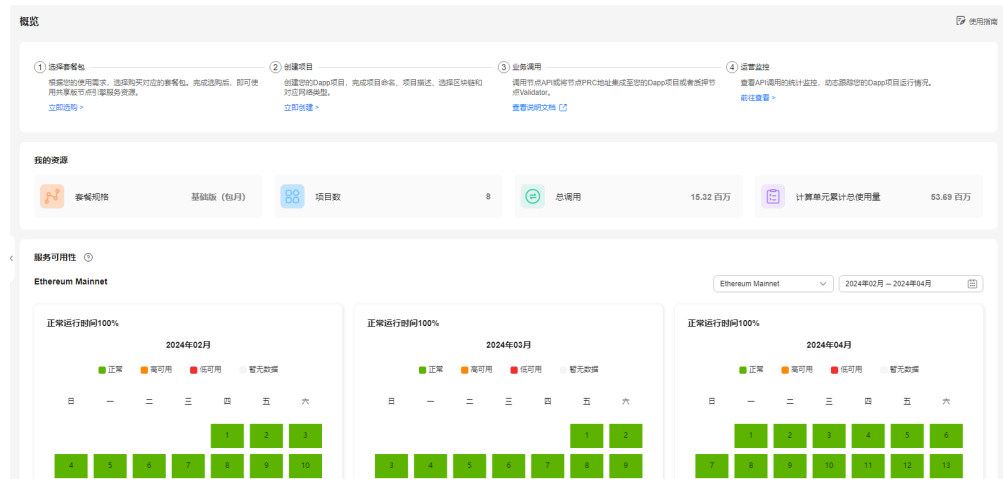 概览
使用指南
1 选择套餐包
根据您的使用需求，选择购买对应的套餐包。完成选购后，即可使
用共享版节点引擎服务资源。
立即选购 >
2 创建项目
创建您的Dapp项目，完成项目命名、项目描述、选择区块链和
对应网络类型。
立即创建 >
3 业务调用
调用节点API或将节点PRC地址集成至您的Dapp项目或者质押节
点Validator。
查看说明文档
4 运营监控
查看API调用的统计监控，动态跟踪您的Dapp项目运行情况。
前往查看 >
我的资源
套餐规格 基础版（包月）
项目数 8
总调用 15.32 百万
计算单元累计总使用量 53.69 百万
服务可用性 ?
Ethereum Mainnet
Ethereum Mainnet
2024年02月 – 2024年04月
正常运行时间100%
2024年02月
正常 高可用 低可用 暂无数据
日 一 二 三 四 五 六
1 2 3
4 5 6 7 8 9 10
正常运行时间100%
2024年03月
正常 高可用 低可用 暂无数据
日 一 二 三 四 五 六
1 2
3 4 5 6 7 8 9
正常运行时间100%
2024年04月
正常 高可用 低可用 暂无数据
日 一 二 三 四 五 六
1 2 3 4 5 6
7 8 9 10 11 12 13